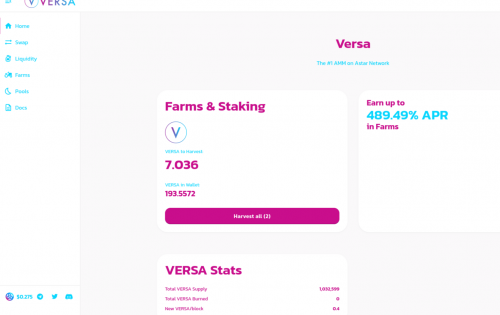 VERSA
Home
Swap
Liquidity
Farms
Pools
Docs
$0.275
Versa
The #1 AMM on Astar Network
Farms & Staking
V
VERSA to Harvest
7.036
VERSA in Wallet
193.5572
Harvest all (2)
Earn up to
489.49% APR
in Farms
VERSA Stats
Total VERSA Supply 1,032,599
Total VERSA Burned 0
New VERSA/block 0.4